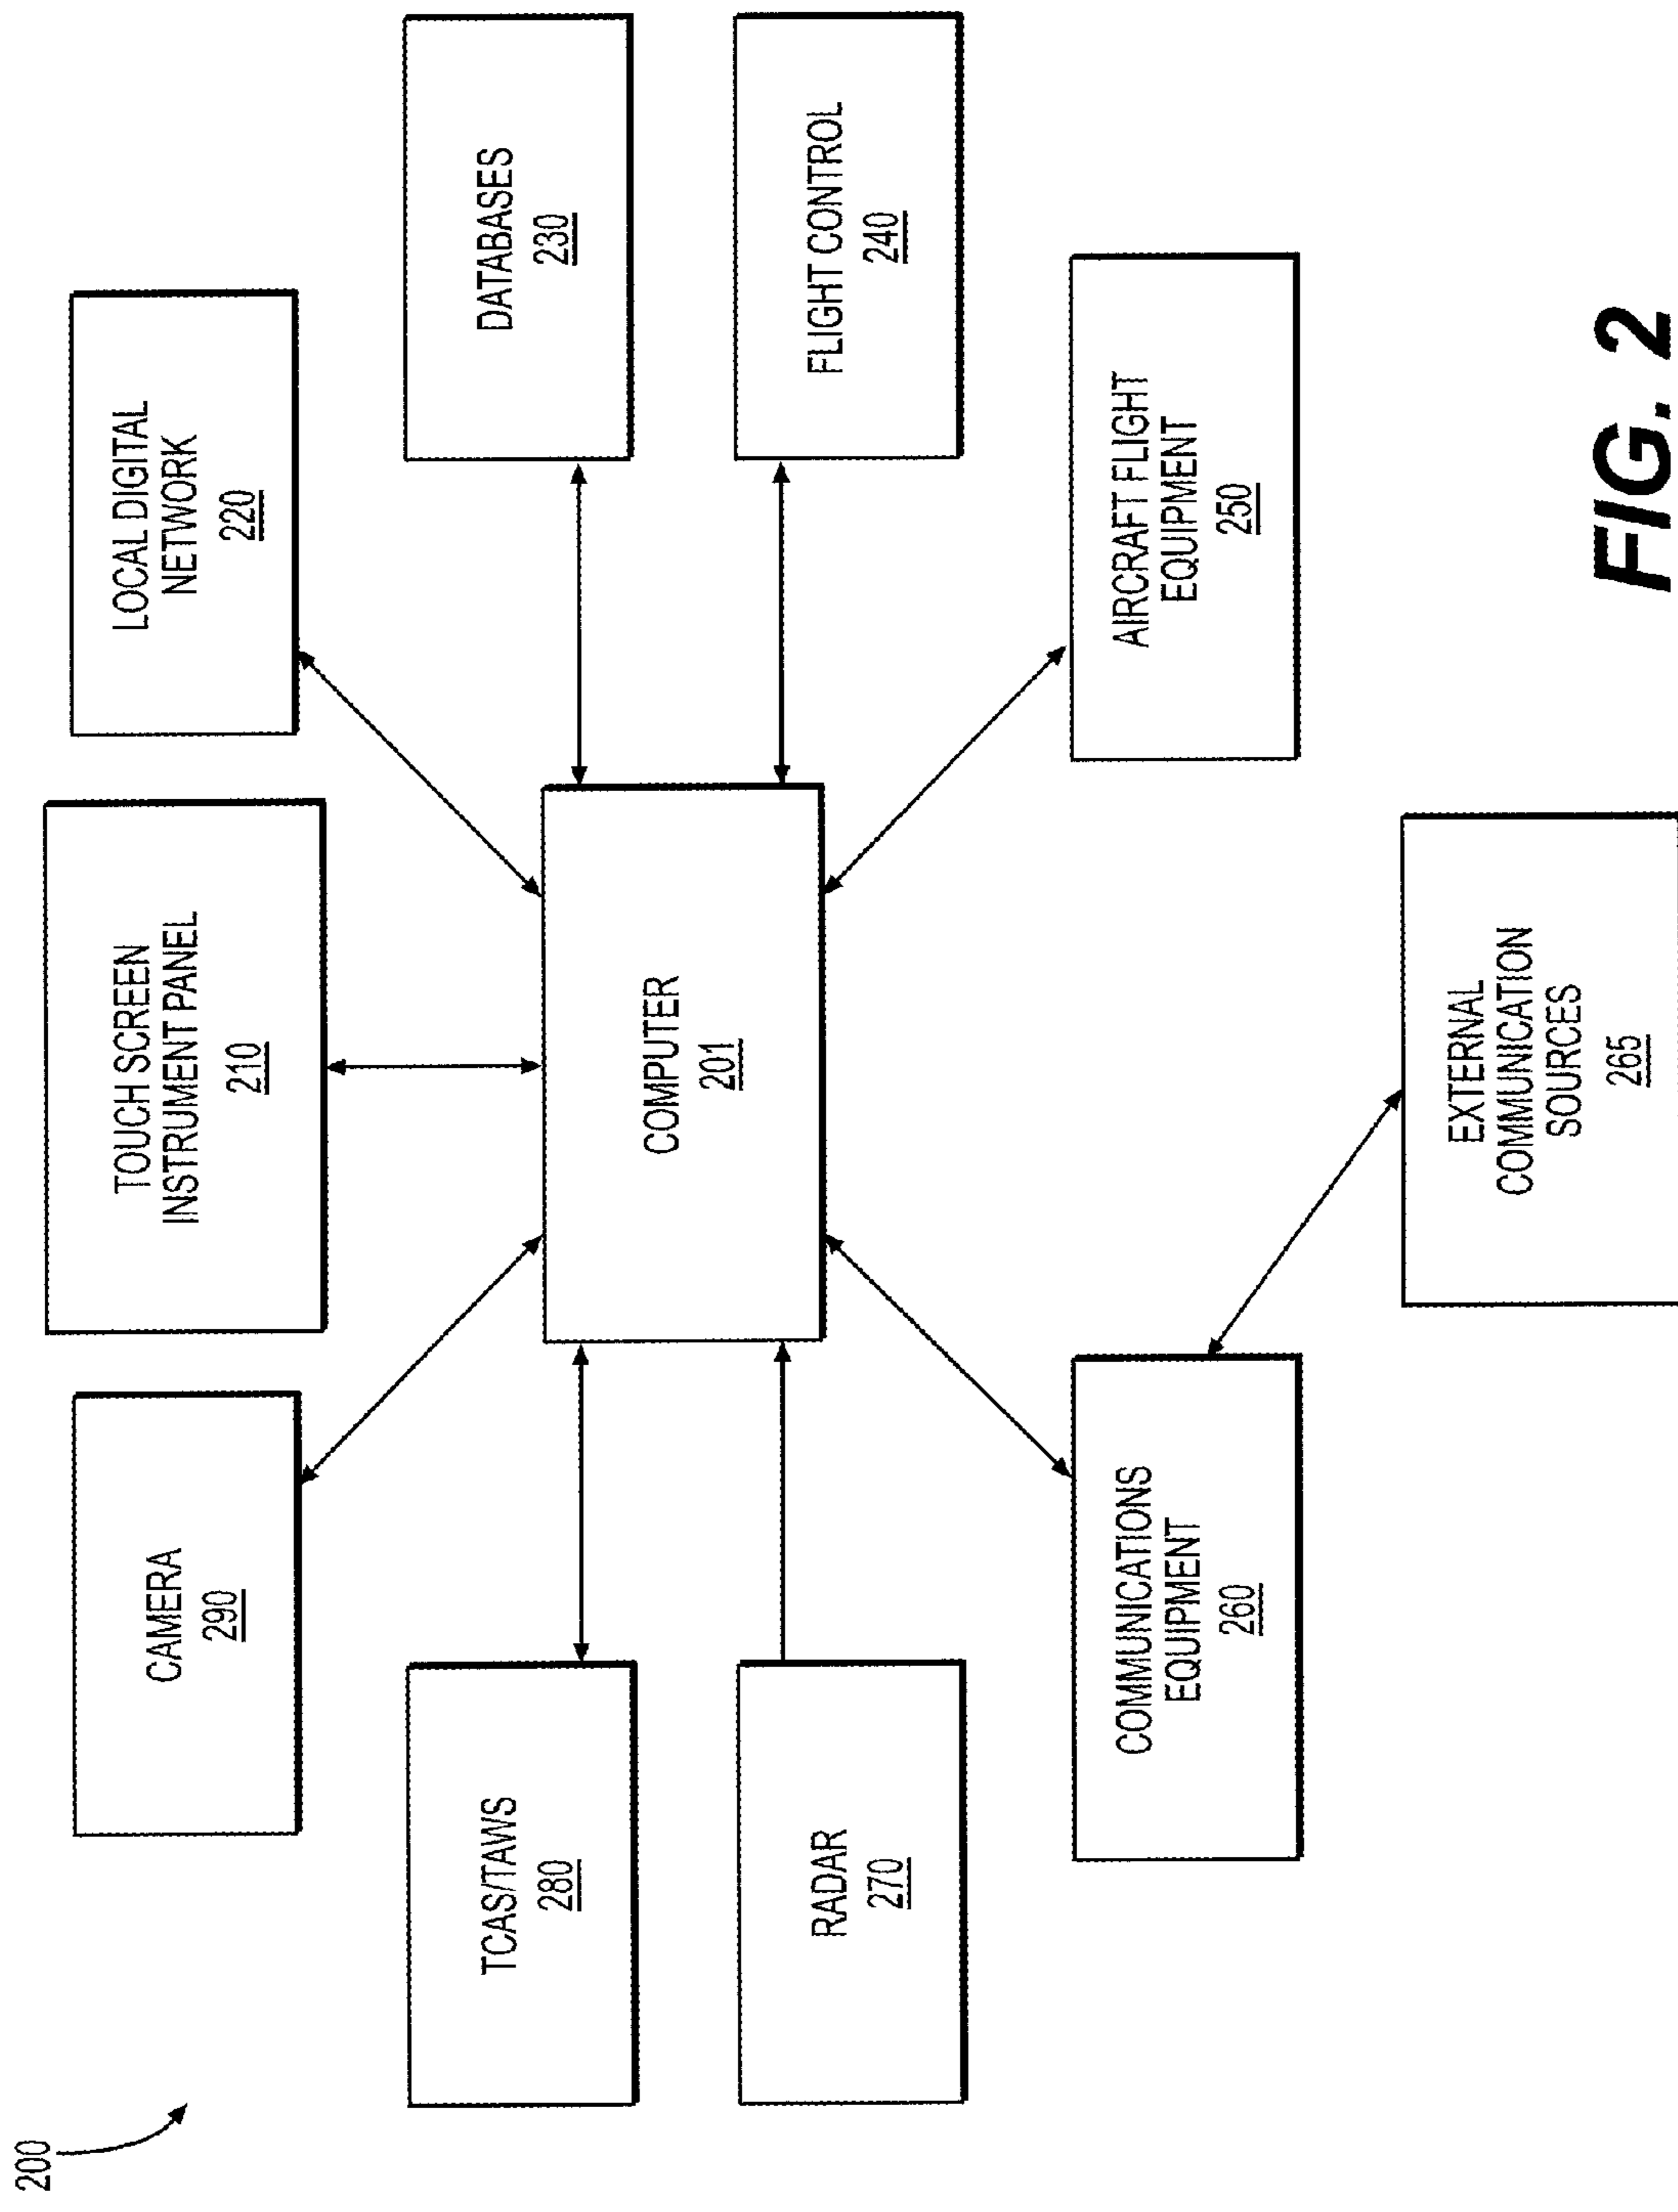 200
CAMERA
290
TOUCH SCREEN
INSTRUMENT PANEL
210
LOCAL DIGITAL
NETWORK
220
TCAS/TAWS
280
COMPUTER
201
DATABASES
230
RADAR
270
FLIGHT CONTROL
240
COMMUNICATIONS
EQUIPMENT
260
AIRCRAFT FLIGHT
EQUIPMENT
250
EXTERNAL
COMMUNICATION
SOURCES
265
FIG. 2